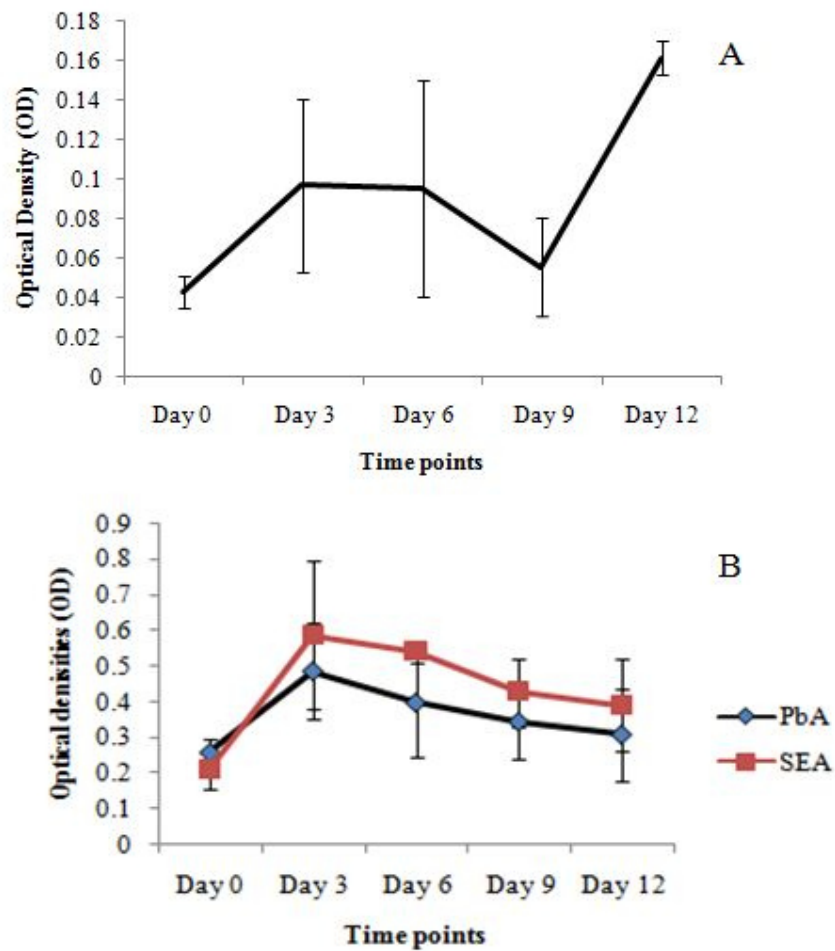 A
0.18
0.16
0.14
0.12
0.1
0.08
0.06
0.04
0.02
0
Optical Density (OD)
Day 0 Day 3 Day 6 Day 9 Day 12
Time points
B
0.9
0.8
0.7
0.6
0.5
0.4
0.3
0.2
0.1
0
Optical denisities (OD)
PbA
SEA
Day 0 Day 3 Day 6 Day 9 Day 12
Time points